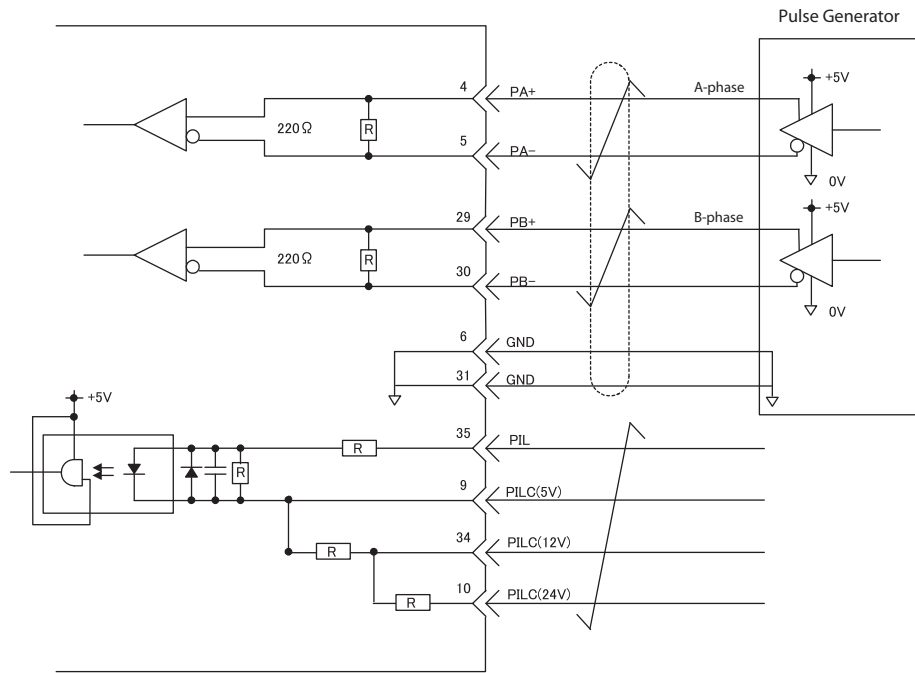 Pulse Generator
+5V
4 PA+ A-phase
220Ω R
5 PA-
0V
+5V
29 PB+ B-phase
220Ω R
30 PB-
0V
6 GND
31 GND
+5V
35 PIL
R
R
9 PILC(5V)
34 PILC(12V)
R
10 PILC(24V)
R